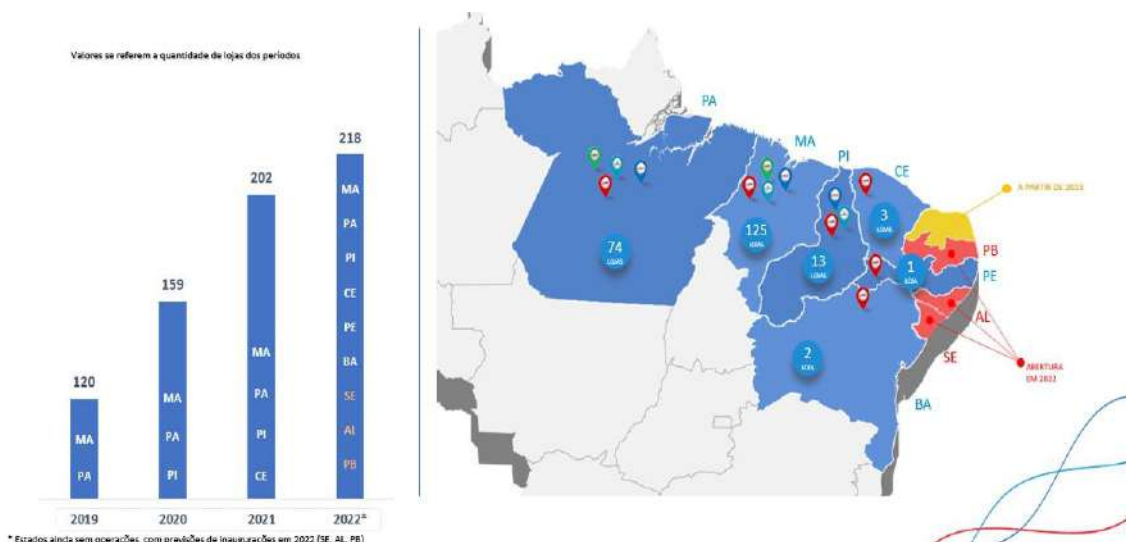 Valores se referem a quantidade de lojas dos períodos
218
202
159
120
MA
PA
MA
PA
PI
MA
PA
PI
CE
MA
PA
PI
CE
PE
BA
SE
AL
PB
2019
2020
2021
2022*
* Estados ainda sem operações, com previsões de inaugurações em 2022 (SE, AL, PB)
PA
MA
PI
CE
A PARTIR DE 2023
PB
PE
AL
SE
BA
ABERTURA
EM 2022
74
LOJAS
125
LOJAS
13
LOJAS
3
LOJAS
1
LOJA
2
LOJA